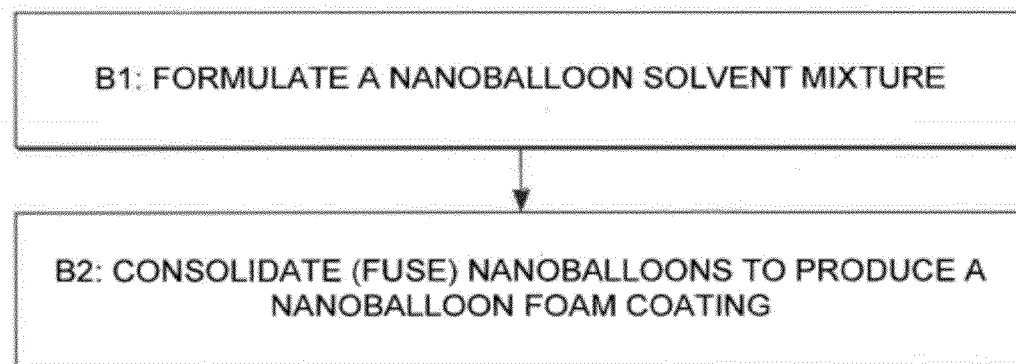 B1: FORMULATE A NANOBALLOON SOLVENT MIXTURE
B2: CONSOLIDATE (FUSE) NANOBALLOONS TO PRODUCE A
NANOBALLOON FOAM COATING